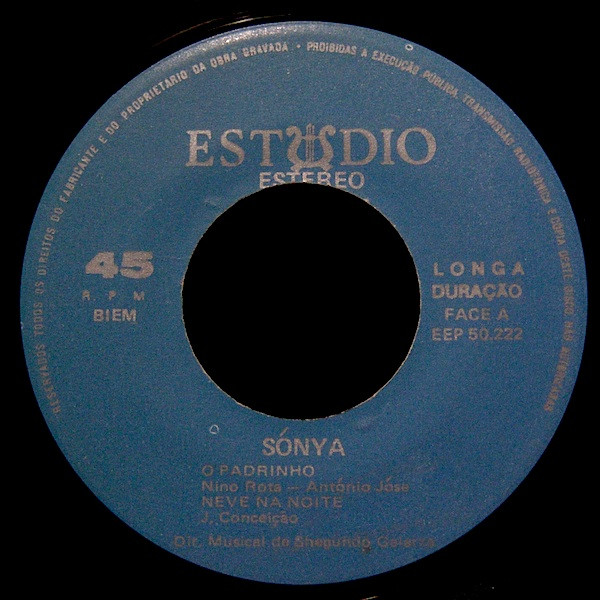 RESERVADOS TODOS OS DIREITOS DO FABRICANTE E DO PROPRIETARIO DA OBRA GRAVADA • PROIBIDAS A EXECUÇÃO PÚBLICA, TRANSMISSÃO RADIOFÓNICA E CÓPIA DESTE DISCO NÃO AUTORIZADAS
ESTUDIO
ESTEREO
45
RPM
BIEM
LONGA
DURAÇÃO
FACE A
EEP 50.222
SÓNYA
O PADRINHO
Nino Rota — António José
NEVE NA NOITE
J. Conceição
Dir. Musical de Shegundo Galarza